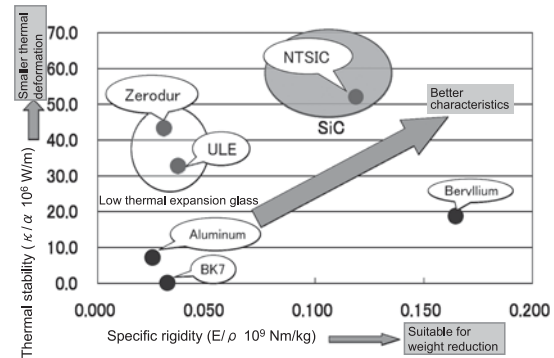 Smaller thermal
deformation
Thermal stability (κ/α 10⁶ W/m)
70.0
60.0
50.0
40.0
30.0
20.0
10.0
0.0
NTSIC
SiC
Zerodur
ULE
Low thermal expansion glass
Better
characteristics
Beryllium
Aluminum
BK7
0.000
0.050
0.100
0.150
0.200
Specific rigidity (E/ρ 10⁹ Nm/kg)
Suitable for
weight reduction